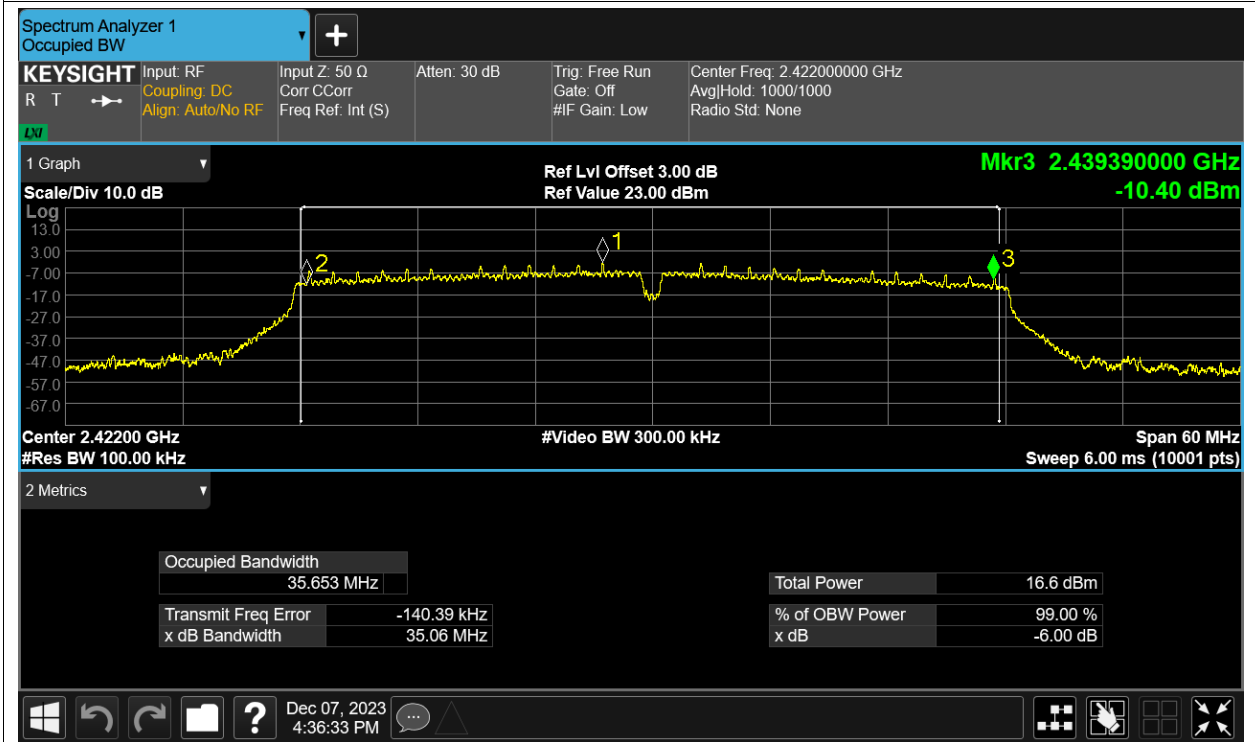 Spectrum Analyzer 1
Occupied BW
+
KEYSIGHT Input: RF Input Z: 50 Ω Atten: 30 dB Trig: Free Run Center Freq: 2.422000000 GHz
R T Coupling: DC Corr CCorr Gate: Off Avg|Hold: 1000/1000
Align: Auto/No RF Freq Ref: Int (S) #IF Gain: Low Radio Std: None
LXI
1 Graph Ref Lvl Offset 3.00 dB Mkr3 2.439390000 GHz
Scale/Div 10.0 dB Ref Value 23.00 dBm -10.40 dBm
Log
13.0
3.00 1
-7.00 2 3
-17.0
-27.0
-37.0
-47.0
-57.0
-67.0
Center 2.42200 GHz #Video BW 300.00 kHz Span 60 MHz
#Res BW 100.00 kHz Sweep 6.00 ms (10001 pts)
2 Metrics
Occupied Bandwidth
35.653 MHz Total Power 16.6 dBm
Transmit Freq Error -140.39 kHz % of OBW Power 99.00 %
x dB Bandwidth 35.06 MHz x dB -6.00 dB
? Dec 07, 2023
4:36:33 PM